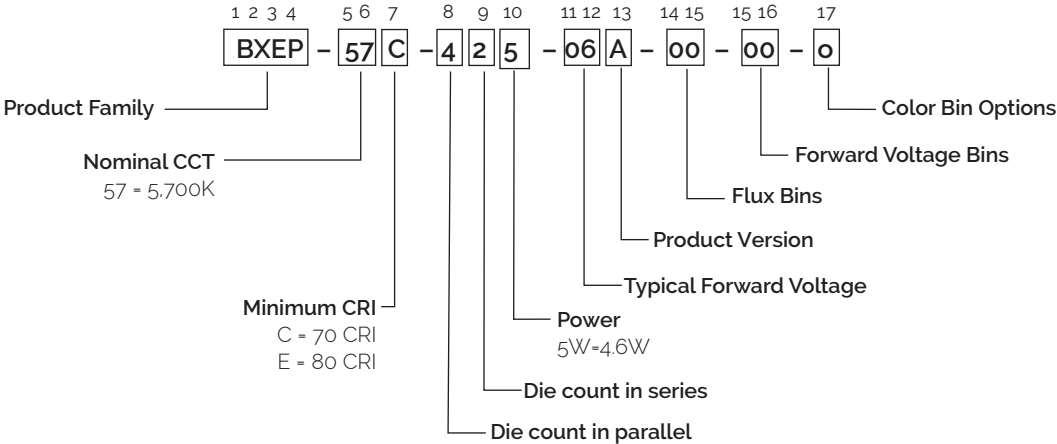 1 2 3 4 5 6 7 8 9 10 11 12 13 14 15 15 16 17
BXEP – 57 C – 4 2 5 – 06 A – 00 – 00 – 0
Product Family
Color Bin Options
Nominal CCT
57 = 5,700K
Forward Voltage Bins
Flux Bins
Product Version
Typical Forward Voltage
Minimum CRI
C = 70 CRI
E = 80 CRI
Power
5W=4.6W
Die count in series
Die count in parallel